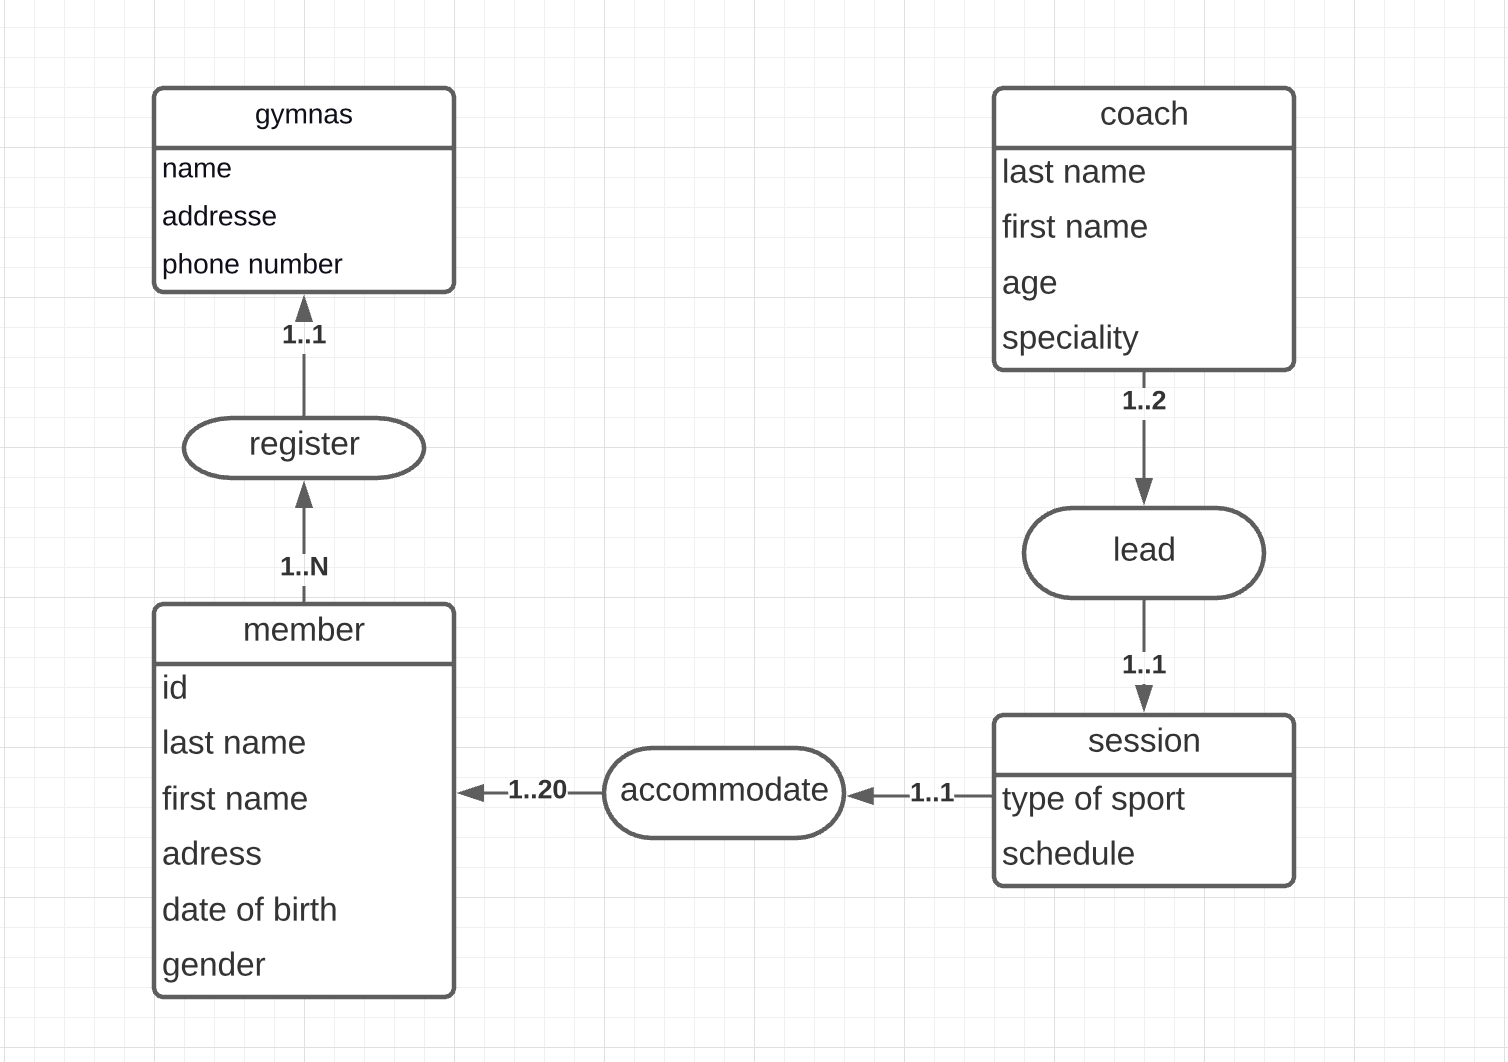 gymnas
name
addresse
phone number
1..1
register
1..N
member
id
last name
first name
adress
date of birth
gender
1..20
accommodate
1..1
coach
last name
first name
age
speciality
1..2
lead
1..1
session
type of sport
schedule